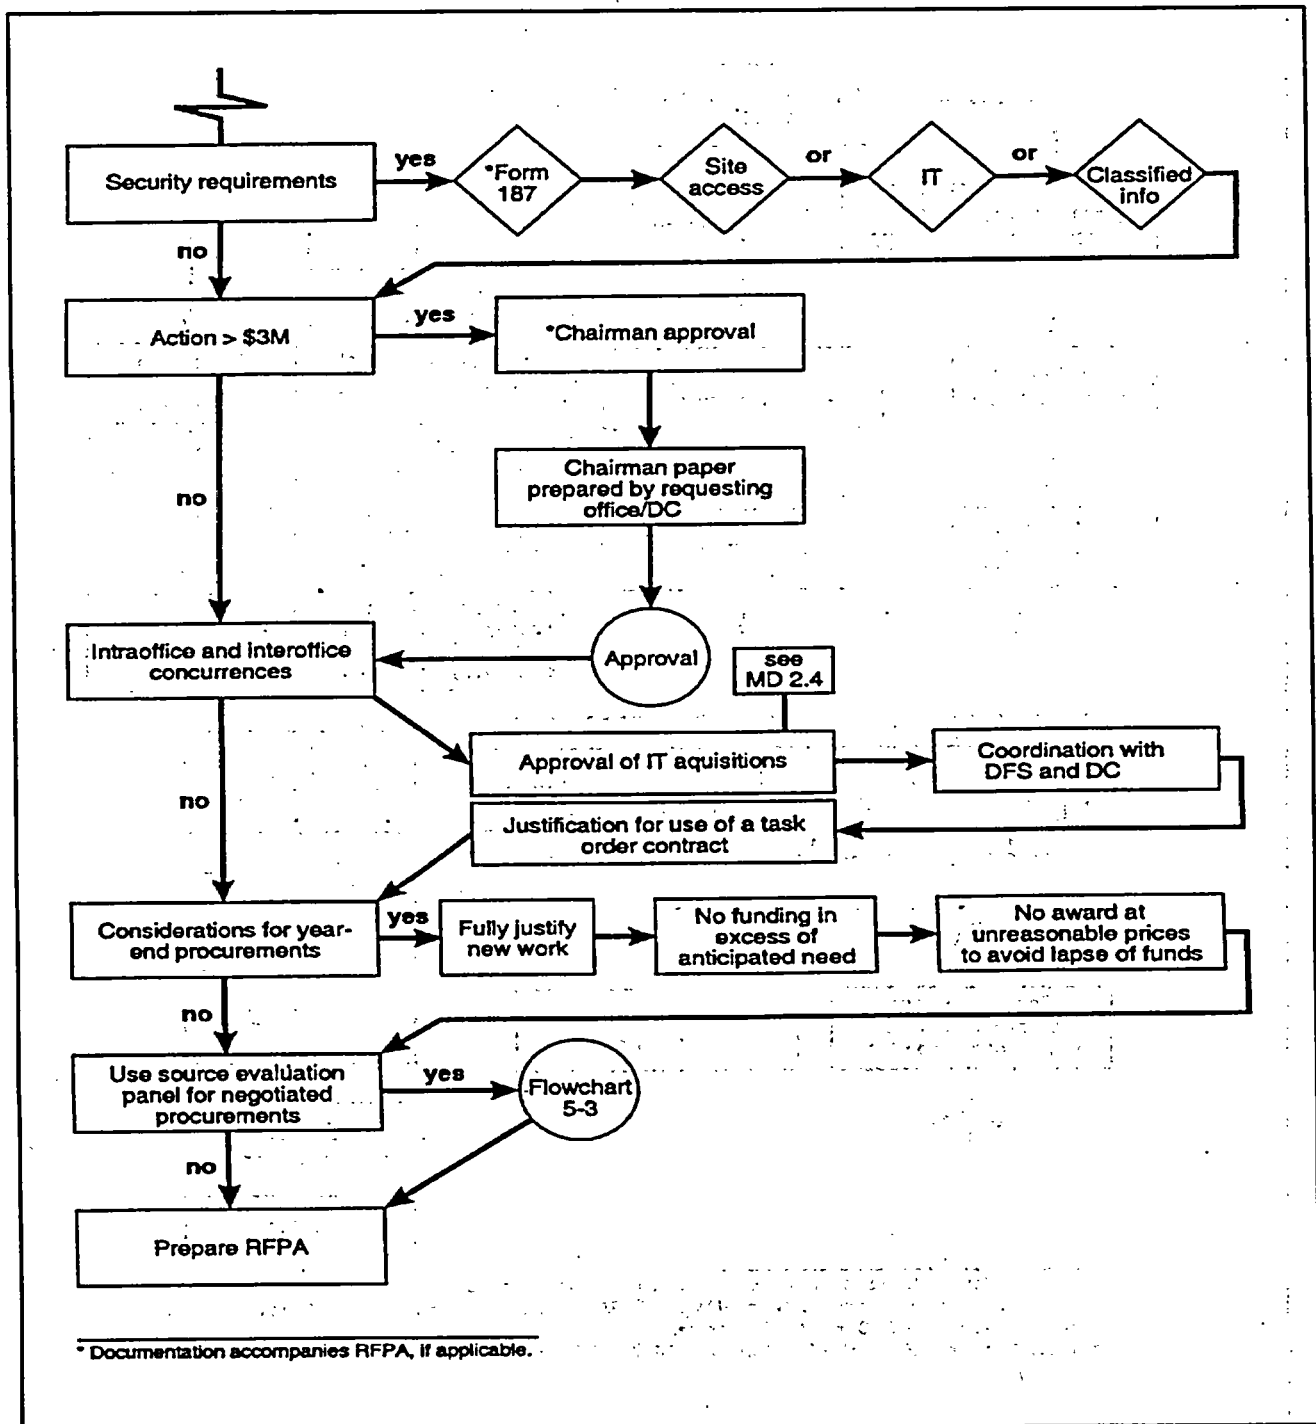 Security requirements
yes
*Form
187
Site
access
or
IT
or
Classified
info
no
Action > $3M
yes
*Chairman approval
no
Chairman paper
prepared by requesting
office/DC
Intraoffice and interoffice
concurrences
Approval
see
MD 2.4
no
Approval of IT aquisitions
Coordination with
DFS and DC
Justification for use of a task
order contract
Considerations for year-
end procurements
yes
Fully justify
new work
No funding in
excess of
anticipated need
No award at
unreasonable prices
to avoid lapse of funds
no
Use source evaluation
panel for negotiated
procurements
yes
Flowchart
5-3
no
Prepare RFPA
* Documentation accompanies RFPA, if applicable.